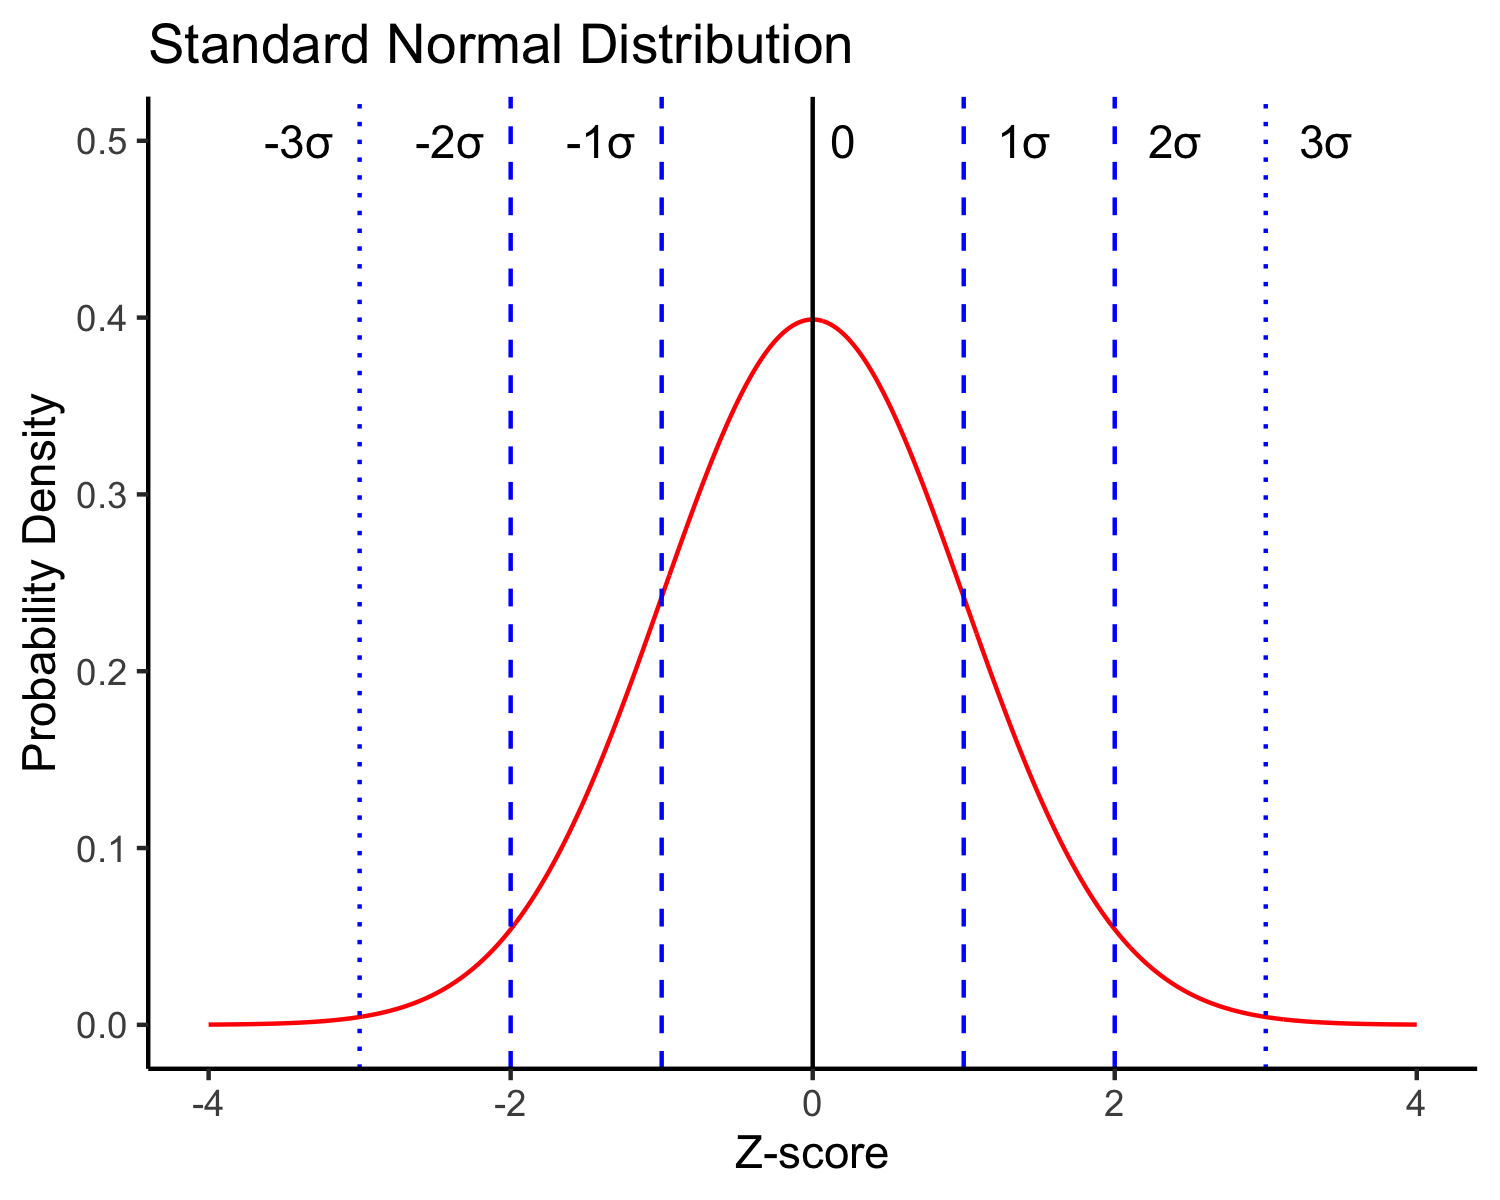 Standard Normal Distribution
-3σ -2σ -1σ 0 1σ 2σ 3σ
0.5
0.4
0.3
0.2
0.1
0.0
Probability Density
-4 -2 0 2 4
Z-score